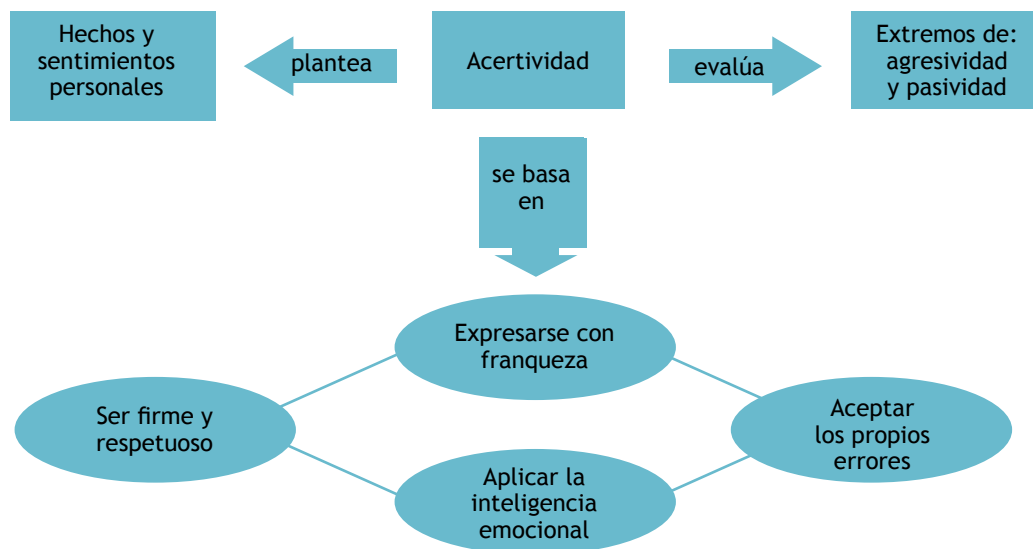 Hechos y
sentimientos
personales
plantea
Acertividad
evalúa
Extremos de:
agresividad
y pasividad
se basa
en
Expresarse con
franqueza
Ser firme y
respetuoso
Aceptar
los propios
errores
Aplicar la
inteligencia
emocional